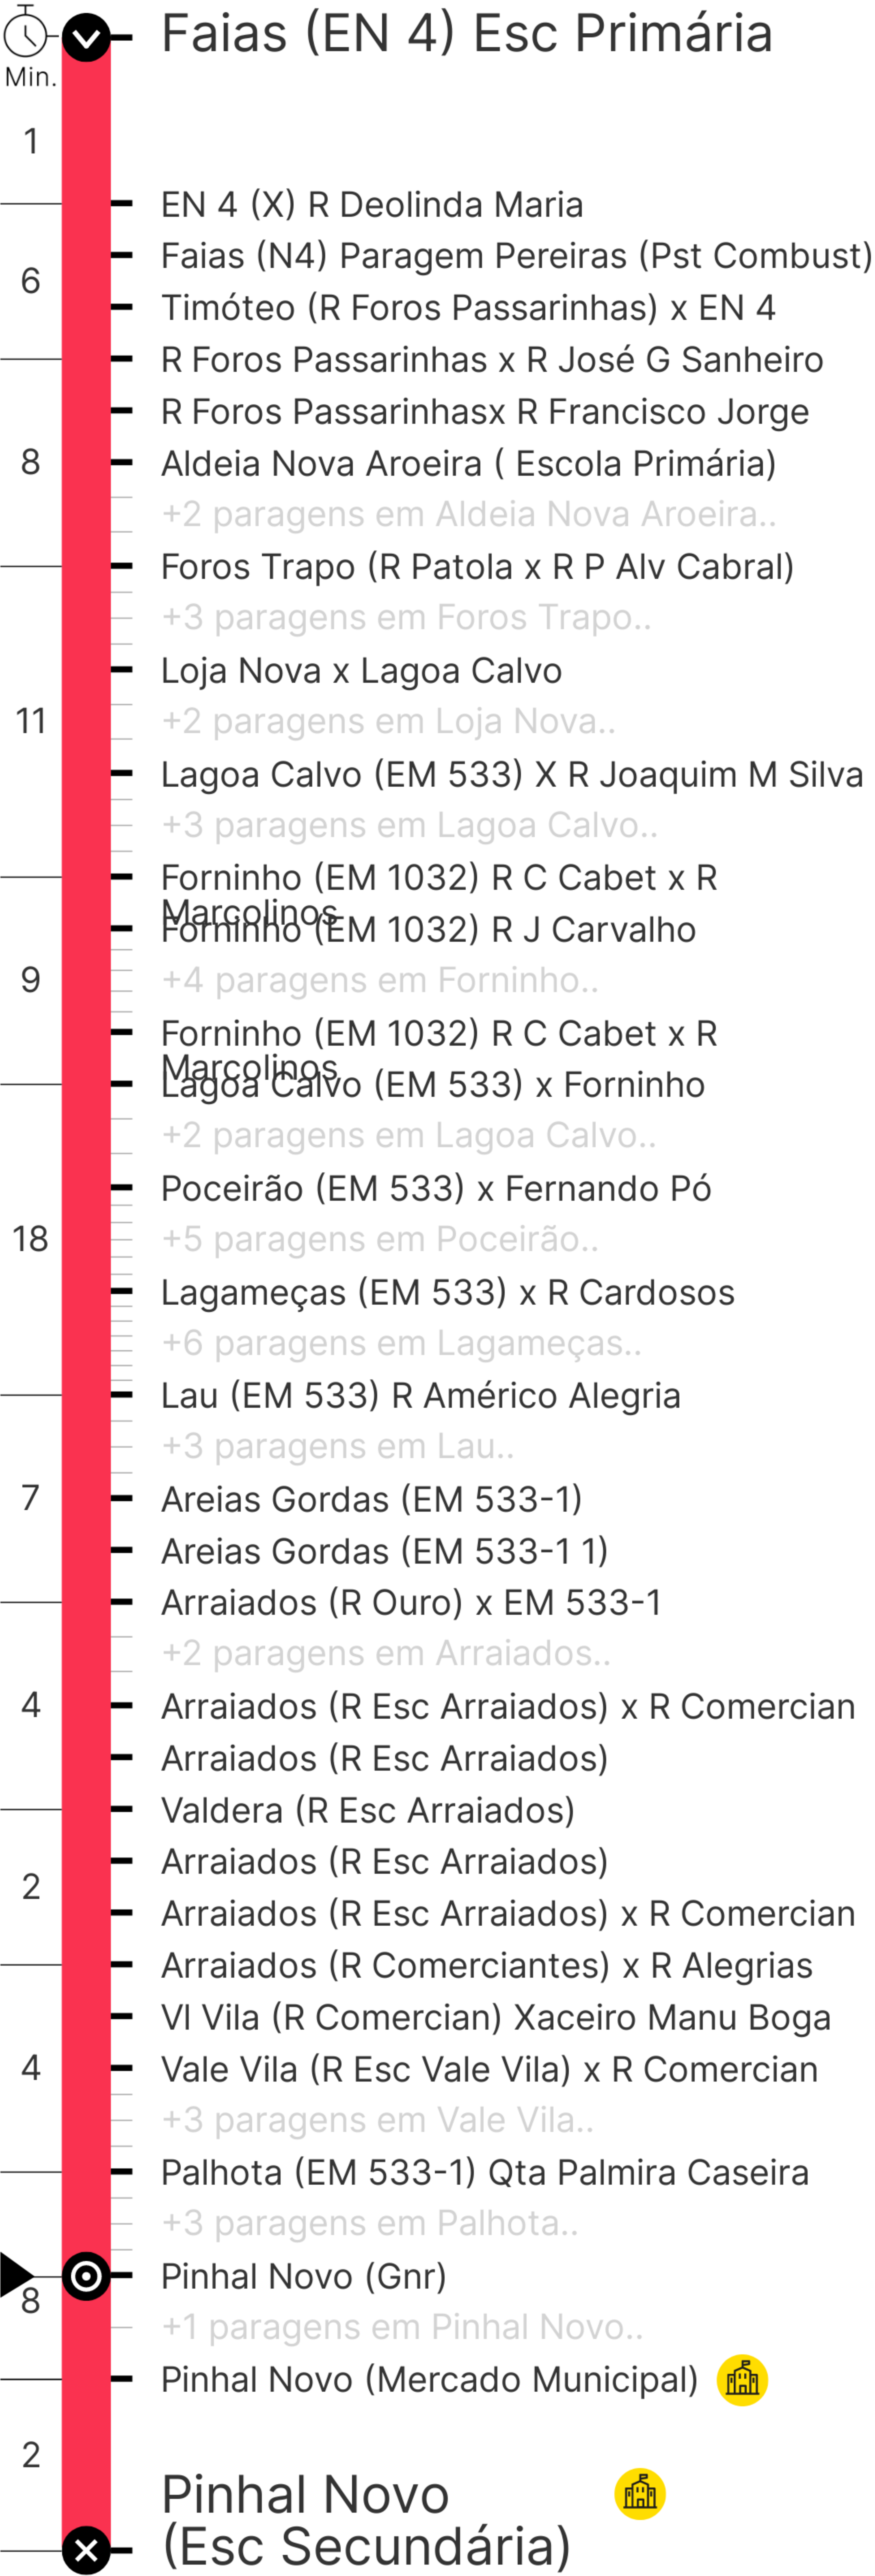 Faias (EN 4) Esc Primária
Min.
1
EN 4 (X) R Deolinda Maria
Faias (N4) Paragem Pereiras (Pst Combust)
6
Timóteo (R Foros Passarinhas) x EN 4
R Foros Passarinhas x R José G Sanheiro
R Foros Passarinhasx R Francisco Jorge
8
Aldeia Nova Aroeira ( Escola Primária)
+2 paragens em Aldeia Nova Aroeira..
Foros Trapo (R Patola x R P Alv Cabral)
+3 paragens em Foros Trapo..
Loja Nova x Lagoa Calvo
11
+2 paragens em Loja Nova..
Lagoa Calvo (EM 533) X R Joaquim M Silva
+3 paragens em Lagoa Calvo..
Forninho (EM 1032) R C Cabet x R
Marcolinos
Forninho (EM 1032) R J Carvalho
9
+4 paragens em Forninho..
Forninho (EM 1032) R C Cabet x R
Marcolinos
Lagoa Calvo (EM 533) x Forninho
+2 paragens em Lagoa Calvo..
Poceirão (EM 533) x Fernando Pó
18
+5 paragens em Poceirão..
Lagameças (EM 533) x R Cardosos
+6 paragens em Lagameças..
Lau (EM 533) R Américo Alegria
+3 paragens em Lau..
7
Areias Gordas (EM 533-1)
Areias Gordas (EM 533-1 1)
Arraiados (R Ouro) x EM 533-1
+2 paragens em Arraiados..
4
Arraiados (R Esc Arraiados) x R Comercian
Arraiados (R Esc Arraiados)
Valdera (R Esc Arraiados)
Arraiados (R Esc Arraiados)
2
Arraiados (R Esc Arraiados) x R Comercian
Arraiados (R Comerciantes) x R Alegrias
Vl Vila (R Comercian) Xaceiro Manu Boga
4
Vale Vila (R Esc Vale Vila) x R Comercian
+3 paragens em Vale Vila..
Palhota (EM 533-1) Qta Palmira Caseira
+3 paragens em Palhota..
Pinhal Novo (Gnr)
8
+1 paragens em Pinhal Novo..
Pinhal Novo (Mercado Municipal)
2
Pinhal Novo
(Esc Secundária)